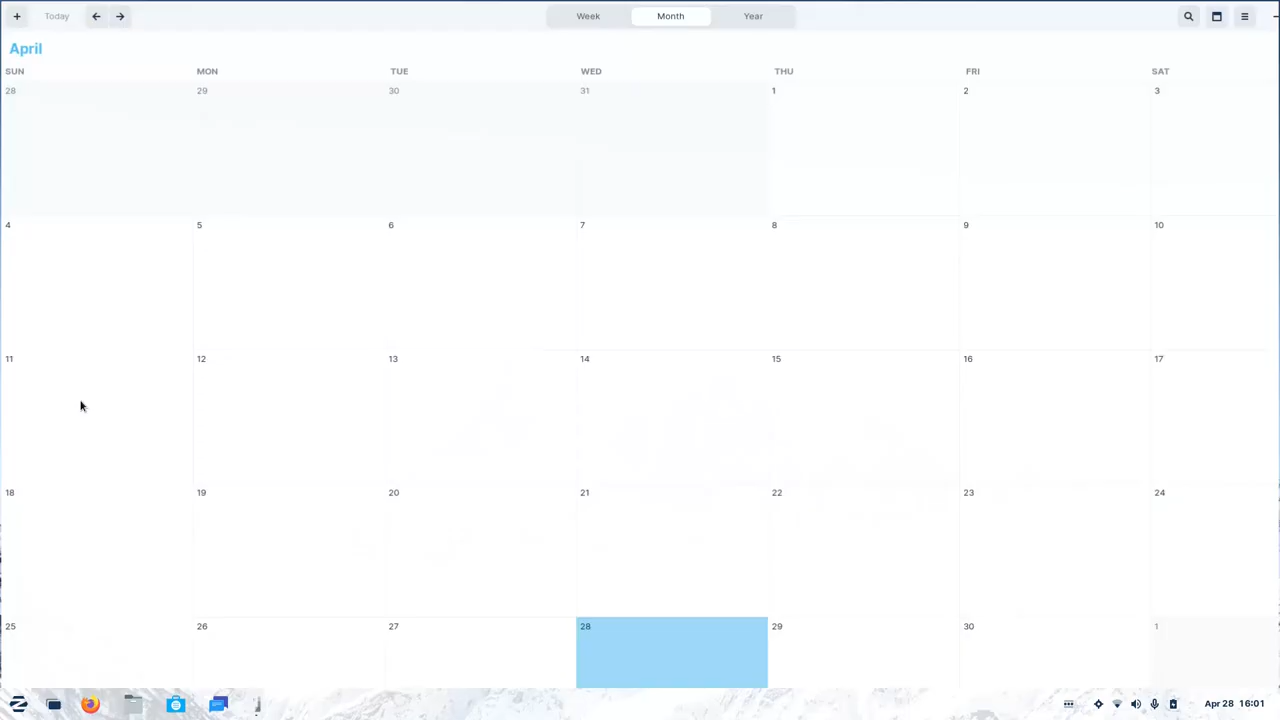 Today Week Month Year
April
SUN MON TUE WED THU FRI SAT
28 29 30 31 1 2 3
4 5 6 7 8 9 10
11 12 13 14 15 16 17
18 19 20 21 22 23 24
25 26 27 28 29 30 1
Apr 28 16:01